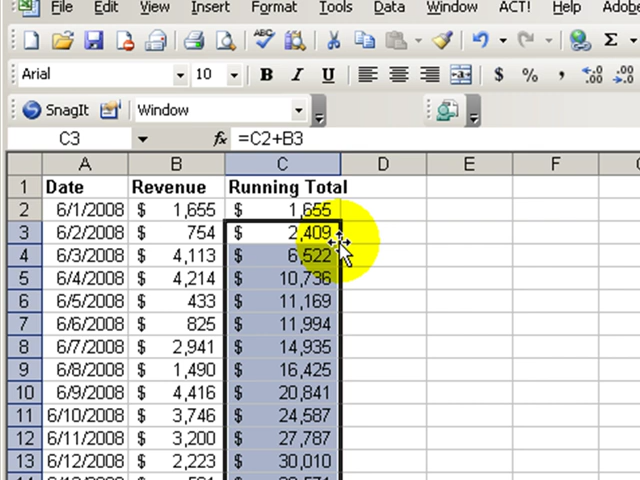 File Edit View Insert Format Tools Data Window ACT! Help
Arial 10 B I U $ % ,
SnagIt Window
C3 fx =C2+B3
A B C D E F
1 Date Revenue Running Total
2 6/1/2008 $ 1,655 $ 1,655
3 6/2/2008 $ 754 $ 2,409
4 6/3/2008 $ 4,113 $ 6,522
5 6/4/2008 $ 4,214 $ 10,736
6 6/5/2008 $ 433 $ 11,169
7 6/6/2008 $ 825 $ 11,994
8 6/7/2008 $ 2,941 $ 14,935
9 6/8/2008 $ 1,490 $ 16,425
10 6/9/2008 $ 4,416 $ 20,841
11 6/10/2008 $ 3,746 $ 24,587
12 6/11/2008 $ 3,200 $ 27,787
13 6/12/2008 $ 2,223 $ 30,010